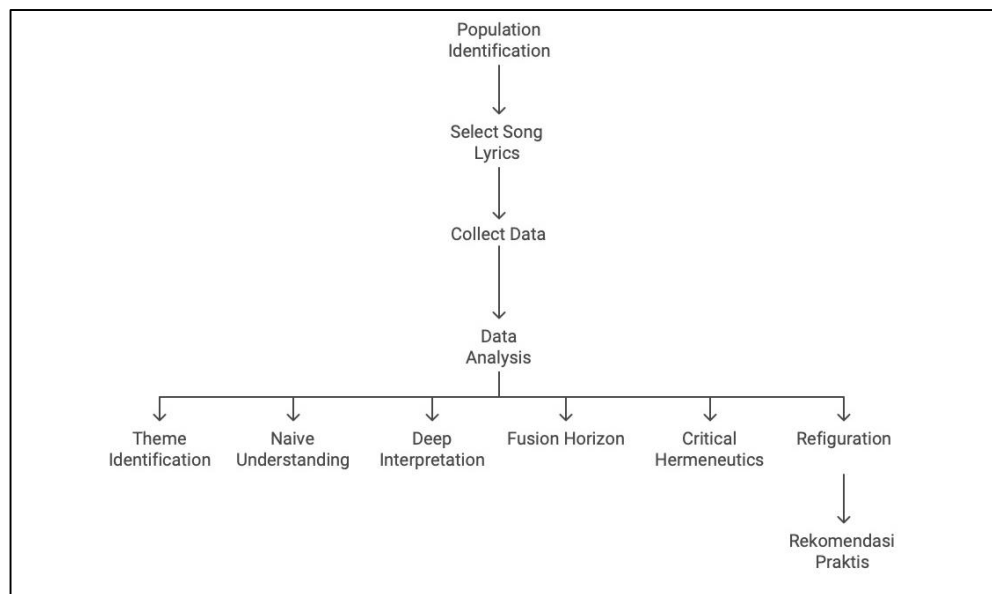 Population
Identification
Select Song
Lyrics
Collect Data
Data
Analysis
Theme
Identification
Naive
Understanding
Deep
Interpretation
Fusion Horizon
Critical
Hermeneutics
Refiguration
Rekomendasi
Praktis